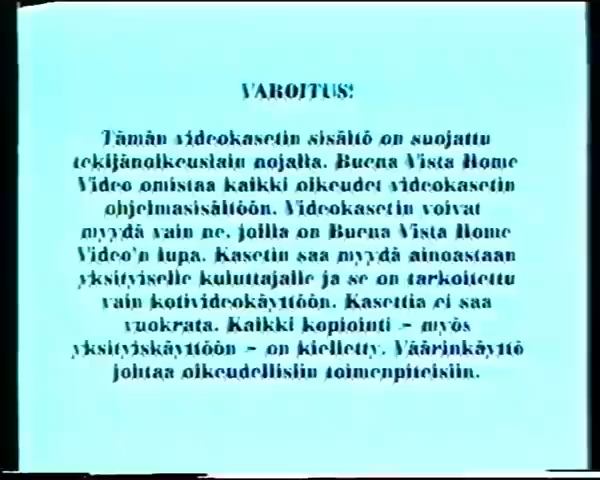 VAROITUS!
Tämän videokasetin sisältö on suojattu
tekijänoikeuslain nojalla. Buena Vista Home
Video omistaa kaikki oikeudet videokasetin
ohjelmasisältöön. Videokasetin voivat
myydä vain ne, joilla on Buena Vista Home
Video'n lupa. Kasetin saa myydä ainoastaan
yksityiselle kuluttajalle ja se on tarkoitettu
vain kotivideokäyttöön. Kasettia ei saa
vuokrata. Kaikki kopiointi – myös
yksityiskäyttöön – on kielletty. Väärinkäyttö
johtaa oikeudellisiin toimenpiteisiin.